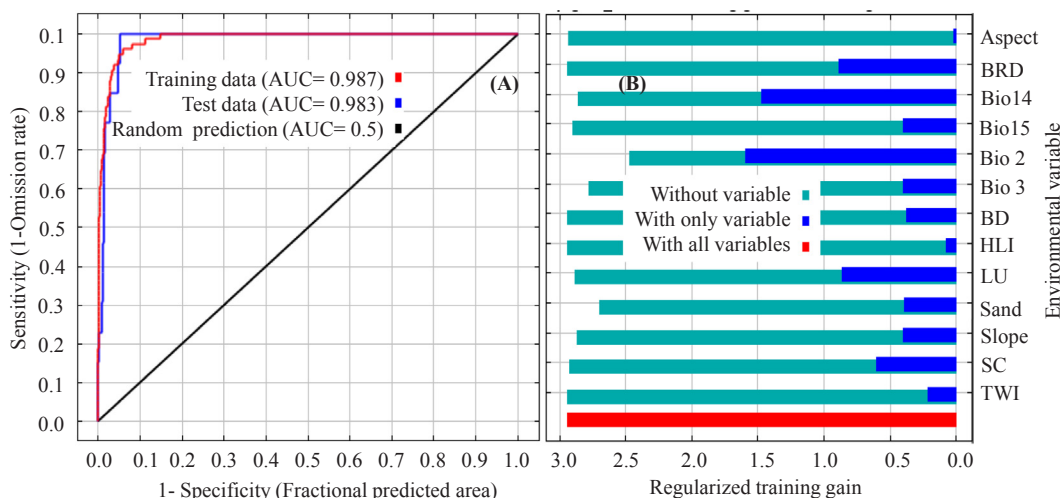 0.1
0.9
0.8
0.7
0.6
0.5
0.4
0.3
0.2
0.1
0.0
Sensitivity (1-Omission rate)
Training data (AUC= 0.987)
Test data (AUC= 0.983)
Random prediction (AUC= 0.5)
(A)
0.0 0.1 0.2 0.3 0.4 0.5 0.6 0.7 0.8 0.9 1.0
1- Specificity (Fractional predicted area)
(B)
Without variable
With only variable
With all variables
Aspect
BRD
Bio14
Bio15
Bio 2
Bio 3
BD
HLI
LU
Sand
Slope
SC
TWI
Environmental variable
3.0 2.5 2.0 1.5 1.0 0.5 0.0
Regularized training gain